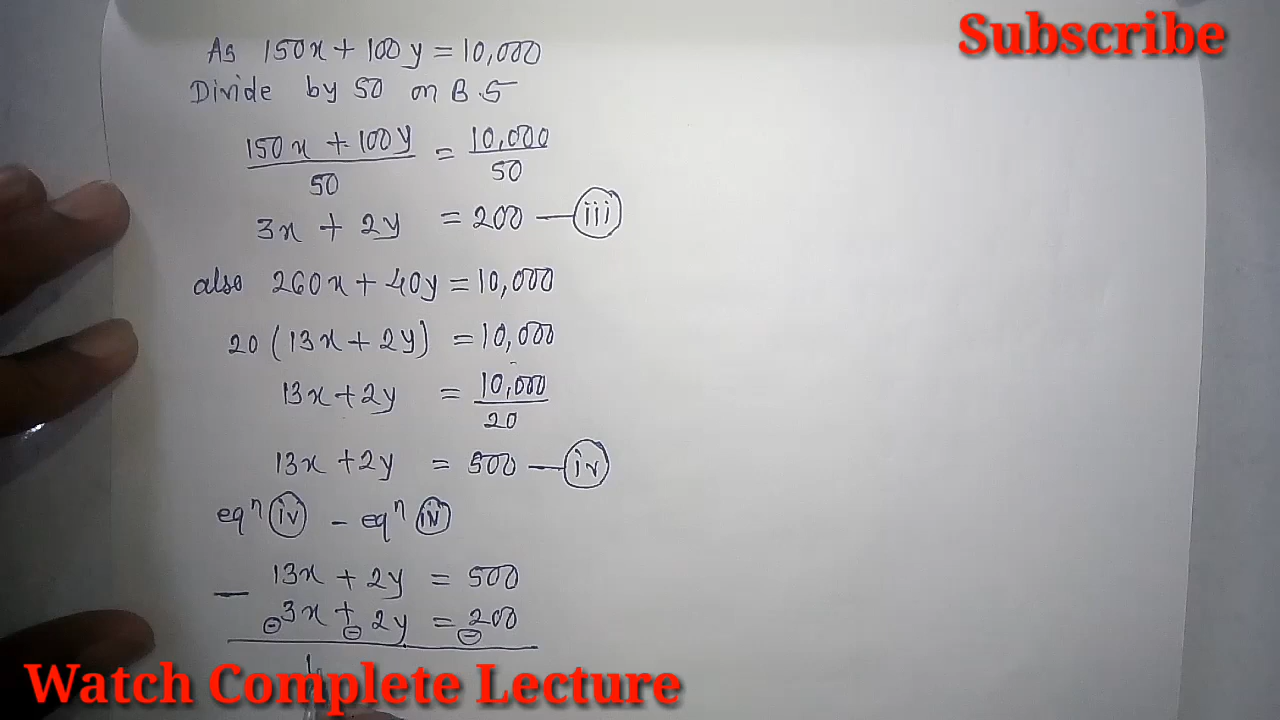 Subscribe
As 150x + 100y = 10,000
Divide by 50 on B.S
150x + 100y / 50 = 10,000 / 50
3x + 2y = 200 — iii
also 260x + 40y = 10,000
20 (13x + 2y) = 10,000
13x + 2y = 10,000 / 20
13x + 2y = 500 — iv
eqⁿ iv - eqⁿ
- 13x + 2y = 500
3x + 2y = 200
Watch Complete Lecture